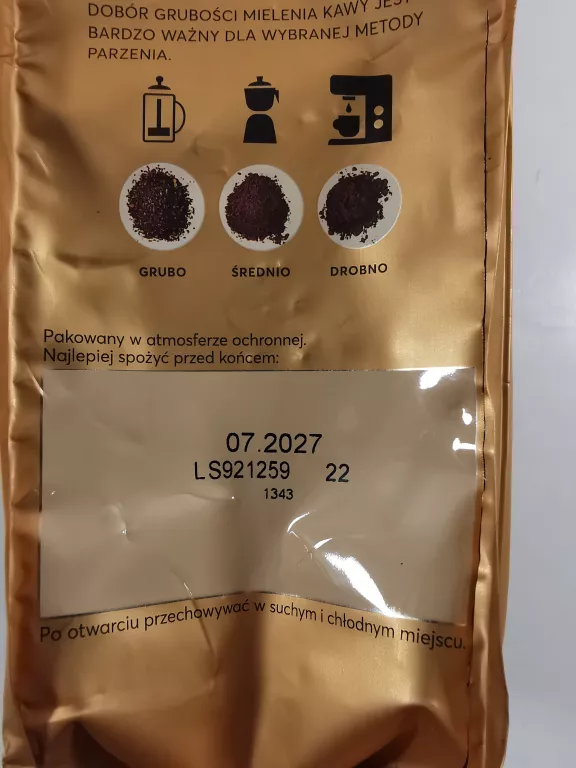 DOBÓR GRUBOŚCI MIELENIA KAWY JEST
BARDZO WAŻNY DLA WYBRANEJ METODY
PARZENIA.
GRUBO ŚREDNIO DROBNO
Pakowany w atmosferze ochronnej.
Najlepiej spożyć przed końcem:
07.2027
LS921259 22
1343
Po otwarciu przechowywać w suchym i chłodnym miejscu.